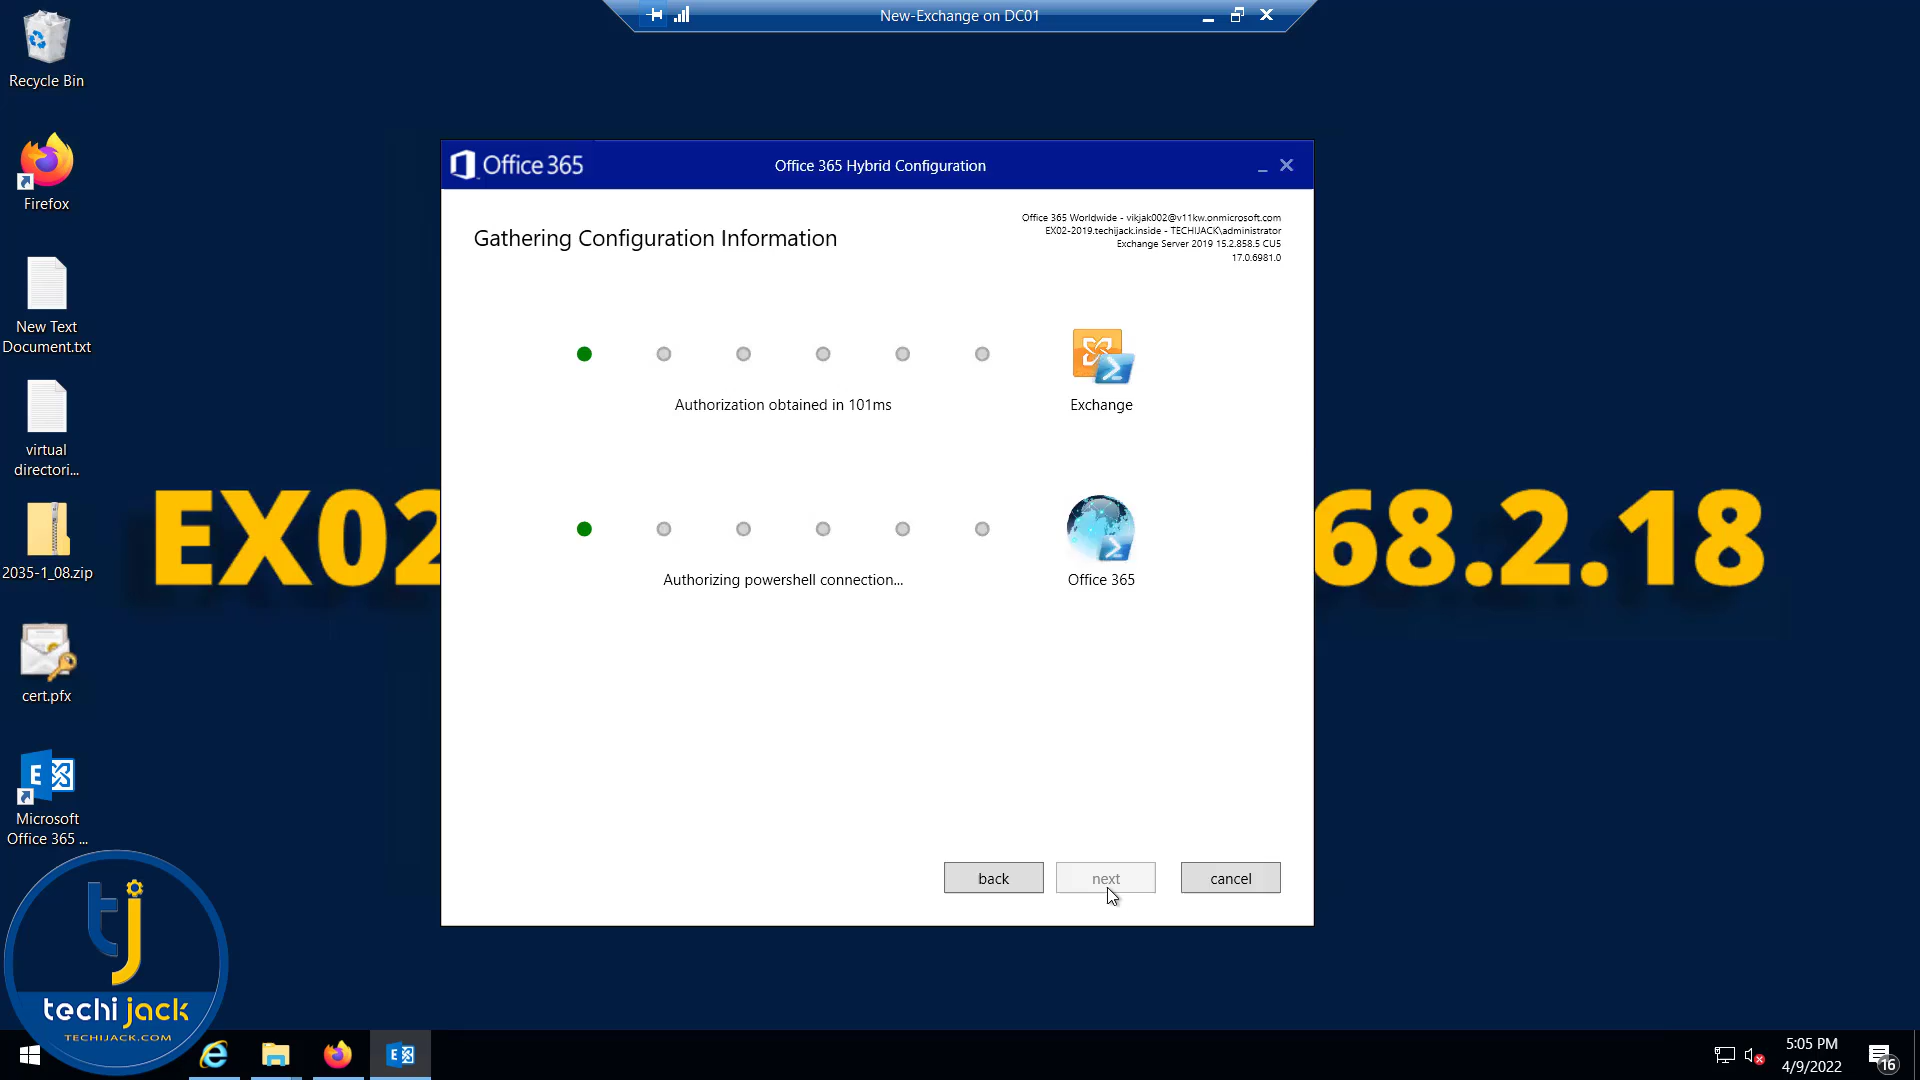 New-Exchange on DC01
Recycle Bin
Firefox
New Text
Document.txt
virtual
directori...
2035-1_08.zip
cert.pfx
Microsoft
Office 365 ...
EX02
68.2.18
Office 365
Office 365 Hybrid Configuration
Gathering Configuration Information
Office 365 Worldwide - vikjak002@v11kw.onmicrosoft.com
EX02-2019.techijack.inside - TECHIJACK\administrator
Exchange Server 2019 15.2.858.5 CU5
17.0.6981.0
Authorization obtained in 101ms
Exchange
Authorizing powershell connection...
Office 365
back
next
cancel
tj
techi jack
TECHIJACK.COM
5:05 PM
4/9/2022
16